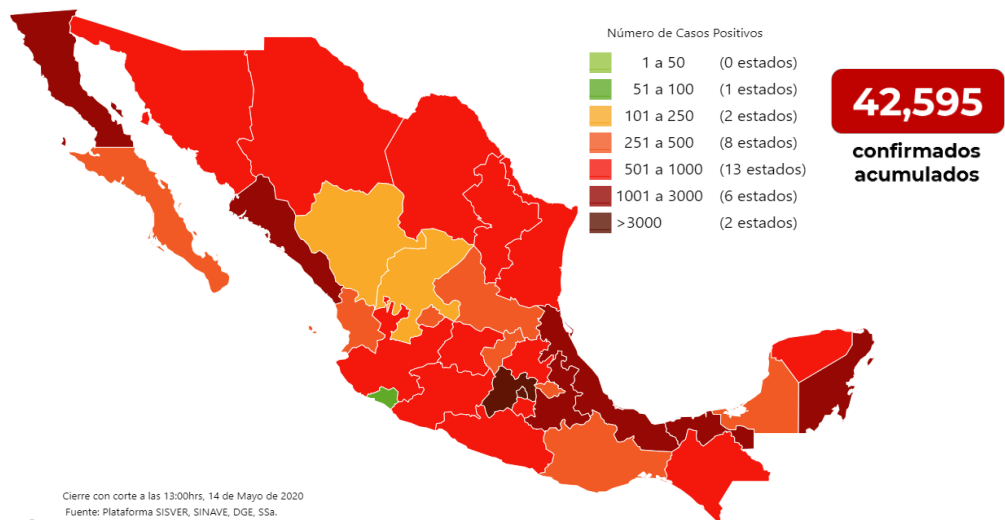 Número de Casos Positivos
1 a 50 (0 estados)
51 a 100 (1 estados)
101 a 250 (2 estados)
251 a 500 (8 estados)
501 a 1000 (13 estados)
1001 a 3000 (6 estados)
>3000 (2 estados)
42,595
confirmados
acumulados
Cierre con corte a las 13:00hrs, 14 de Mayo de 2020
Fuente: Plataforma SISVER, SINAVE, DGE, SSa.